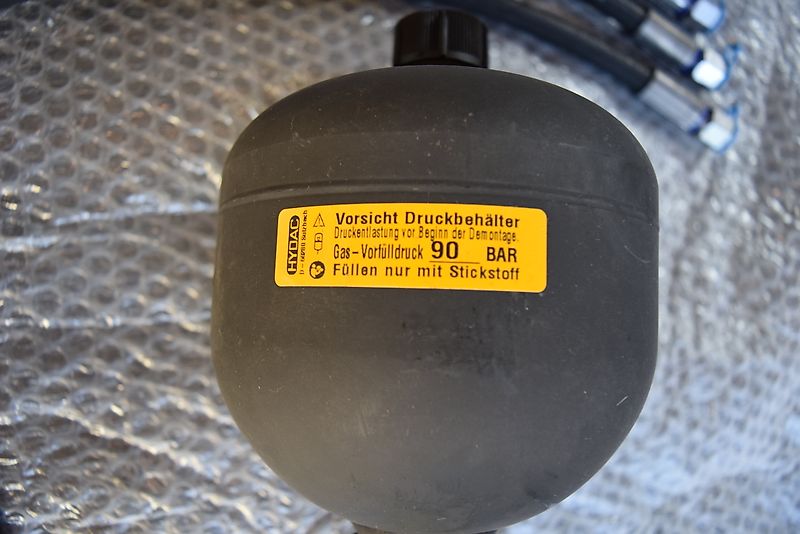 HYDAC
Vorsicht Druckbehälter
Druckentlastung vor Beginn der Demontage
Gas-Vorfülldruck 90 BAR
Füllen nur mit Stickstoff